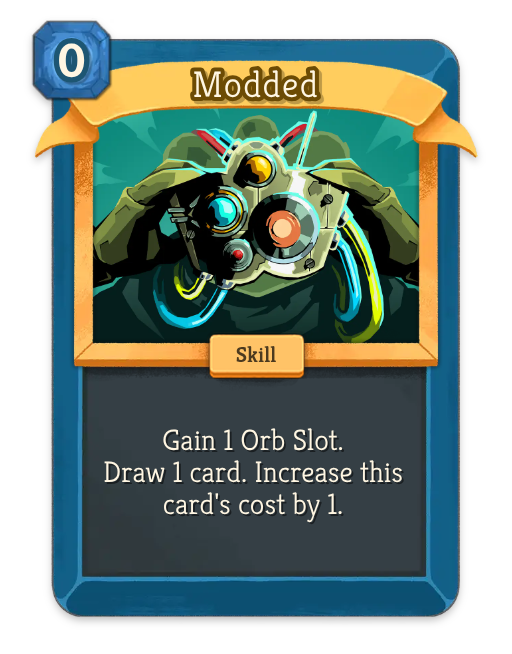 0
Modded
Skill
Gain 1 Orb Slot.
Draw 1 card. Increase this
card's cost by 1.